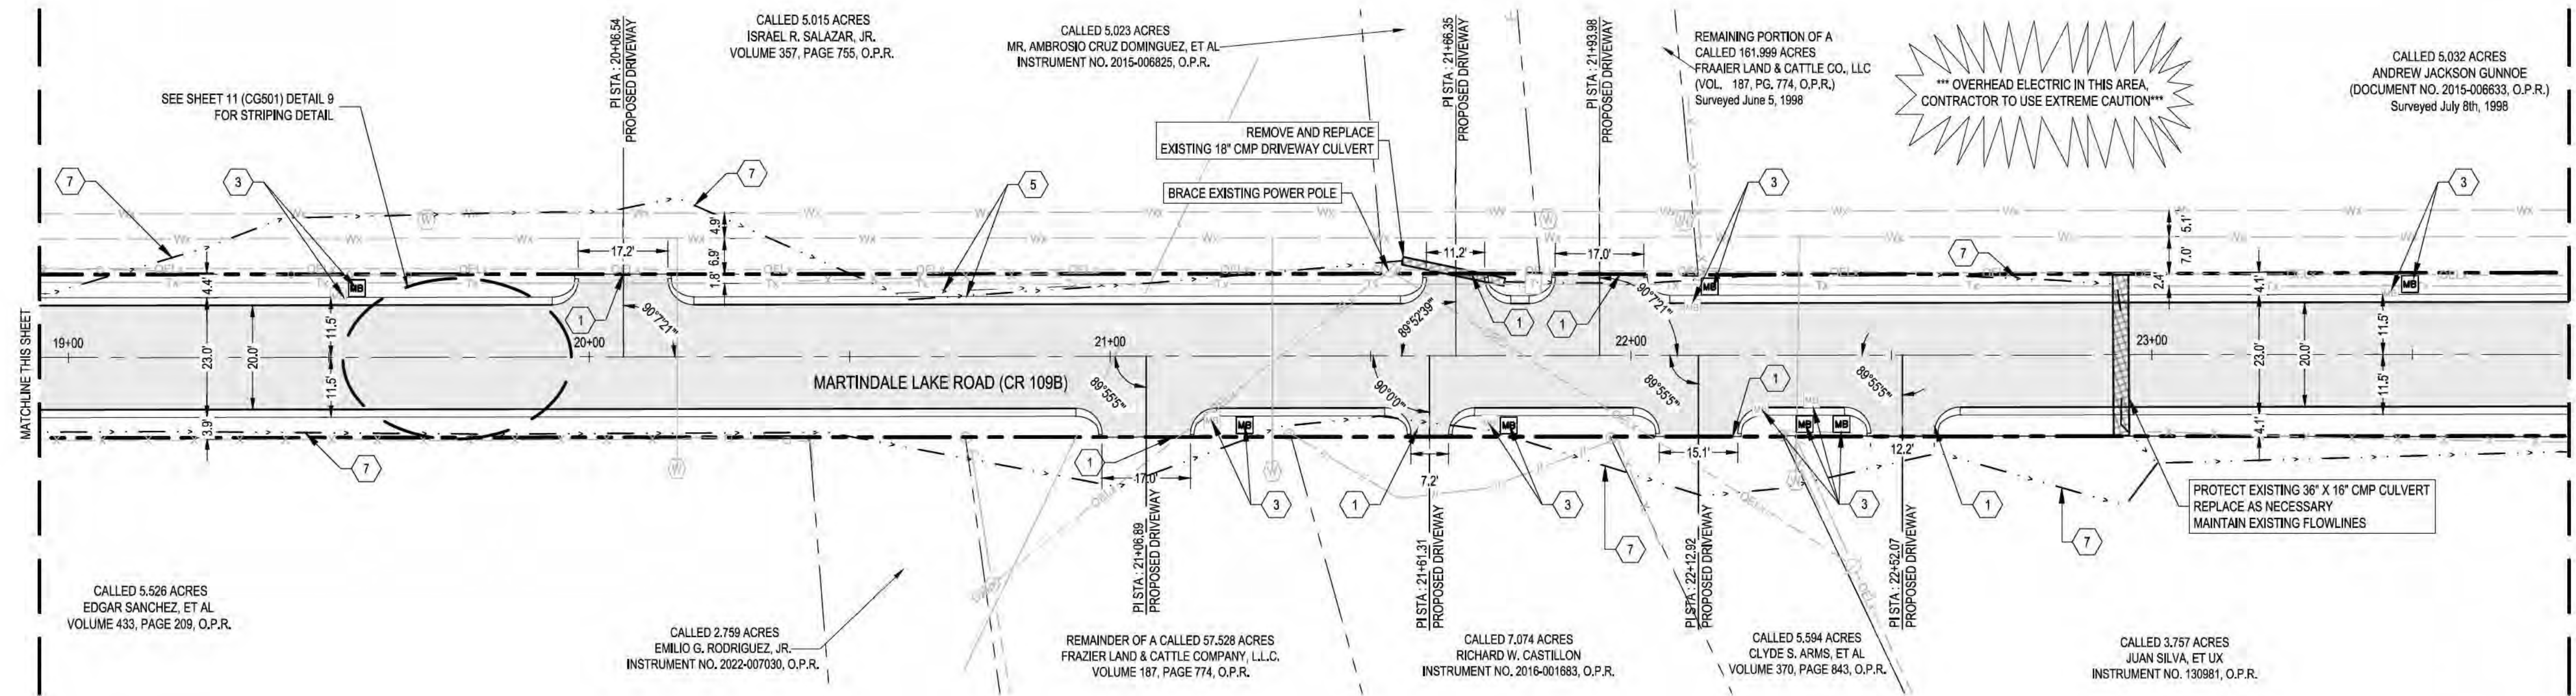 CALLED 5.015 ACRES
ISRAEL R. SALAZAR, JR.
VOLUME 357, PAGE 755, O.P.R.
CALLED 5.023 ACRES
MR. AMBROSIO CRUZ DOMINGUEZ, ET AL
INSTRUMENT NO. 2015-006825, O.P.R.
REMAINING PORTION OF A
CALLED 161.999 ACRES
FRAAIER LAND & CATTLE CO., LLC
(VOL. 187, PG. 774, O.P.R.)
Surveyed June 5, 1998
*** OVERHEAD ELECTRIC IN THIS AREA,
CONTRACTOR TO USE EXTREME CAUTION***
CALLED 5.032 ACRES
ANDREW JACKSON GUNNOE
(DOCUMENT NO. 2015-006633, O.P.R.)
Surveyed July 8th, 1998
PI STA : 20+06.54
PROPOSED DRIVEWAY
PI STA : 21+66.35
PROPOSED DRIVEWAY
PI STA : 21+93.98
PROPOSED DRIVEWAY
SEE SHEET 11 (CG501) DETAIL 9
FOR STRIPING DETAIL
REMOVE AND REPLACE
EXISTING 18" CMP DRIVEWAY CULVERT
BRACE EXISTING POWER POLE
7
3
7
5
3
3
7
17.2'
4.9'
6.9'
1.8'
11.2'
17.0'
5.1'
7.0'
2.4'
4.1'
4.4'
MB
MB
MB
1
1
1
90°7'21"
89°52'39"
90°7'21"
MATCHLINE THIS SHEET
19+00
20+00
21+00
22+00
23+00
23.0'
20.0'
11.5'
11.5'
3.9'
MARTINDALE LAKE ROAD (CR 109B)
89°55'5"
90°0'0"
89°55'5"
89°55'5"
23.0'
20.0'
11.5'
11.5'
4.1'
1
MB
MB
MB
MB
7
1
17.0'
3
1
7.2'
3
7
15.1'
3
12.2'
1
7
PROTECT EXISTING 36" X 16" CMP CULVERT
REPLACE AS NECESSARY
MAINTAIN EXISTING FLOWLINES
PI STA : 21+06.89
PROPOSED DRIVEWAY
PI STA : 21+61.31
PROPOSED DRIVEWAY
PI STA : 22+12.92
PROPOSED DRIVEWAY
PI STA : 22+52.07
PROPOSED DRIVEWAY
CALLED 5.526 ACRES
EDGAR SANCHEZ, ET AL
VOLUME 433, PAGE 209, O.P.R.
CALLED 2.759 ACRES
EMILIO G. RODRIGUEZ, JR.
INSTRUMENT NO. 2022-007030, O.P.R.
REMAINDER OF A CALLED 57.528 ACRES
FRAZIER LAND & CATTLE COMPANY, L.L.C.
VOLUME 187, PAGE 774, O.P.R.
CALLED 7.074 ACRES
RICHARD W. CASTILLON
INSTRUMENT NO. 2016-001683, O.P.R.
CALLED 5.594 ACRES
CLYDE S. ARMS, ET AL
VOLUME 370, PAGE 843, O.P.R.
CALLED 3.757 ACRES
JUAN SILVA, ET UX
INSTRUMENT NO. 130981, O.P.R.